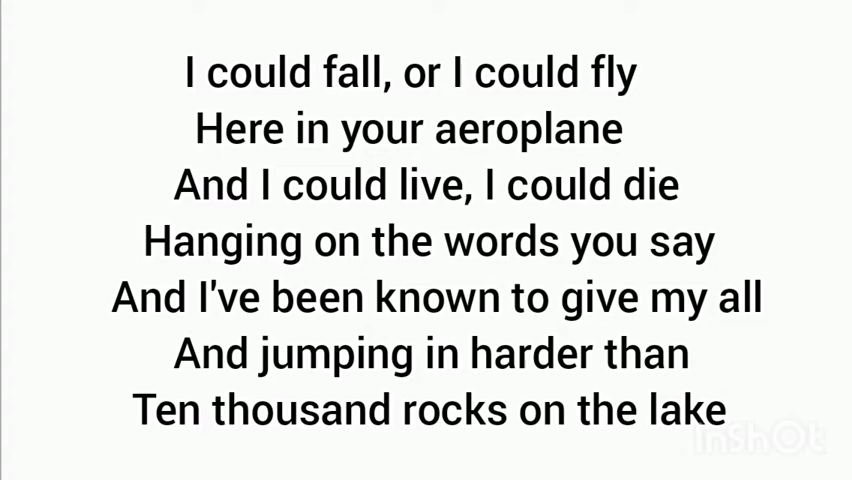 I could fall, or I could fly
Here in your aeroplane
And I could live, I could die
Hanging on the words you say
And I've been known to give my all
And jumping in harder than
Ten thousand rocks on the lake
InShOt